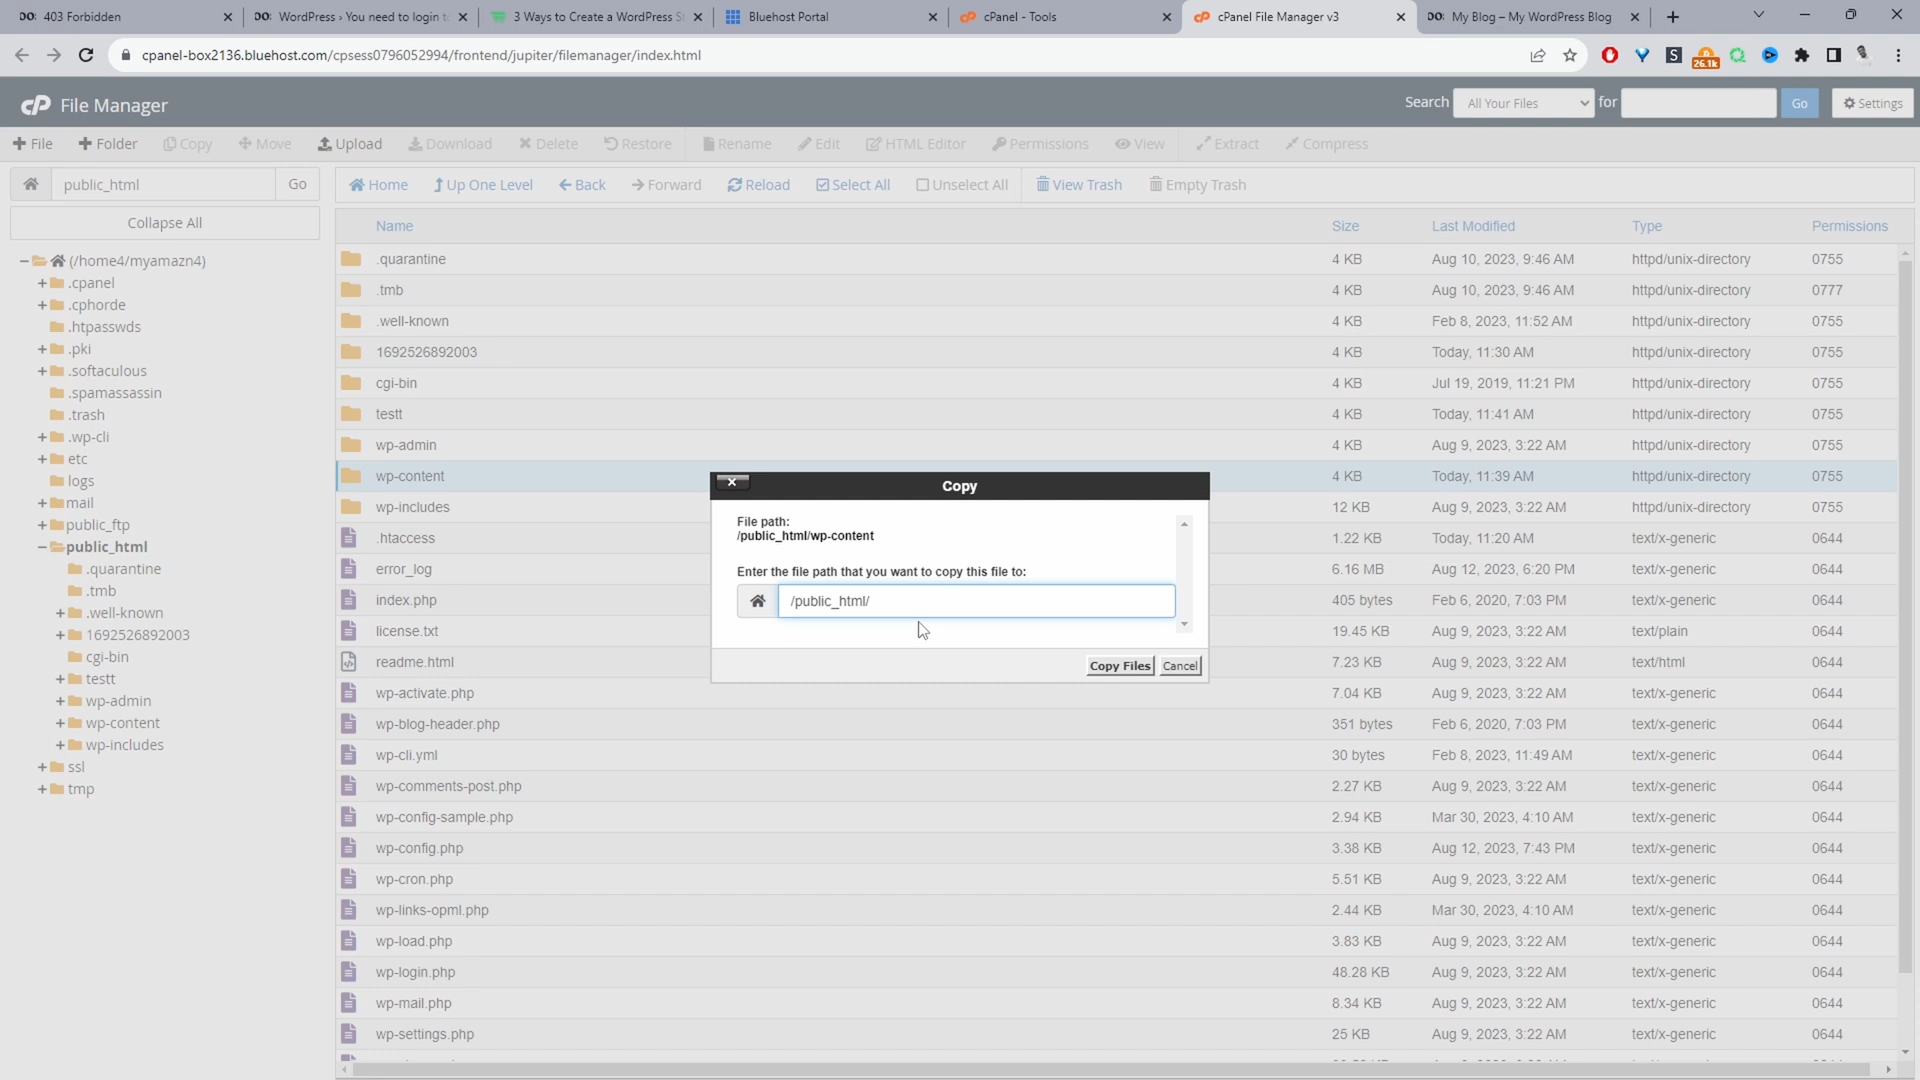 403 Forbidden
WordPress › You need to login t
3 Ways to Create a WordPress S
Bluehost Portal
cPanel - Tools
cPanel File Manager v3
My Blog – My WordPress Blog
cpanel-box2136.bluehost.com/cpsess0796052994/frontend/jupiter/filemanager/index.html
26.1k
cP File Manager
Search All Your Files for Go Settings
File Folder Copy Move Upload Download Delete Restore Rename Edit HTML Editor Permissions View Extract Compress
public_html Go
Home Up One Level Back Forward Reload Select All Unselect All View Trash Empty Trash
Collapse All
(/home4/myamazn4)
.cpanel
.cphorde
.htpasswds
.pki
.softaculous
.spamassassin
.trash
.wp-cli
etc
logs
mail
public_ftp
public_html
.quarantine
.tmb
.well-known
1692526892003
cgi-bin
testt
wp-admin
wp-content
wp-includes
ssl
tmp
Name Size Last Modified Type Permissions
.quarantine 4 KB Aug 10, 2023, 9:46 AM httpd/unix-directory 0755
.tmb 4 KB Aug 10, 2023, 9:46 AM httpd/unix-directory 0777
.well-known 4 KB Feb 8, 2023, 11:52 AM httpd/unix-directory 0755
1692526892003 4 KB Today, 11:30 AM httpd/unix-directory 0755
cgi-bin 4 KB Jul 19, 2019, 11:21 PM httpd/unix-directory 0755
testt 4 KB Today, 11:41 AM httpd/unix-directory 0755
wp-admin 4 KB Aug 9, 2023, 3:22 AM httpd/unix-directory 0755
wp-content 4 KB Today, 11:39 AM httpd/unix-directory 0755
wp-includes 12 KB Aug 9, 2023, 3:22 AM httpd/unix-directory 0755
.htaccess 1.22 KB Today, 11:20 AM text/x-generic 0644
error_log 6.16 MB Aug 12, 2023, 6:20 PM text/x-generic 0644
index.php 405 bytes Feb 6, 2020, 7:03 PM text/x-generic 0644
license.txt 19.45 KB Aug 9, 2023, 3:22 AM text/plain 0644
readme.html 7.23 KB Aug 9, 2023, 3:22 AM text/html 0644
wp-activate.php 7.04 KB Aug 9, 2023, 3:22 AM text/x-generic 0644
wp-blog-header.php 351 bytes Feb 6, 2020, 7:03 PM text/x-generic 0644
wp-cli.yml 30 bytes Feb 8, 2023, 11:49 AM text/x-generic 0644
wp-comments-post.php 2.27 KB Aug 9, 2023, 3:22 AM text/x-generic 0644
wp-config-sample.php 2.94 KB Mar 30, 2023, 4:10 AM text/x-generic 0644
wp-config.php 3.38 KB Aug 12, 2023, 7:43 PM text/x-generic 0644
wp-cron.php 5.51 KB Aug 9, 2023, 3:22 AM text/x-generic 0644
wp-links-opml.php 2.44 KB Mar 30, 2023, 4:10 AM text/x-generic 0644
wp-load.php 3.83 KB Aug 9, 2023, 3:22 AM text/x-generic 0644
wp-login.php 48.28 KB Aug 9, 2023, 3:22 AM text/x-generic 0644
wp-mail.php 8.34 KB Aug 9, 2023, 3:22 AM text/x-generic 0644
wp-settings.php 25 KB Aug 9, 2023, 3:22 AM text/x-generic 0644
Copy
File path:
/public_html/wp-content
Enter the file path that you want to copy this file to:
/public_html/
Copy Files Cancel